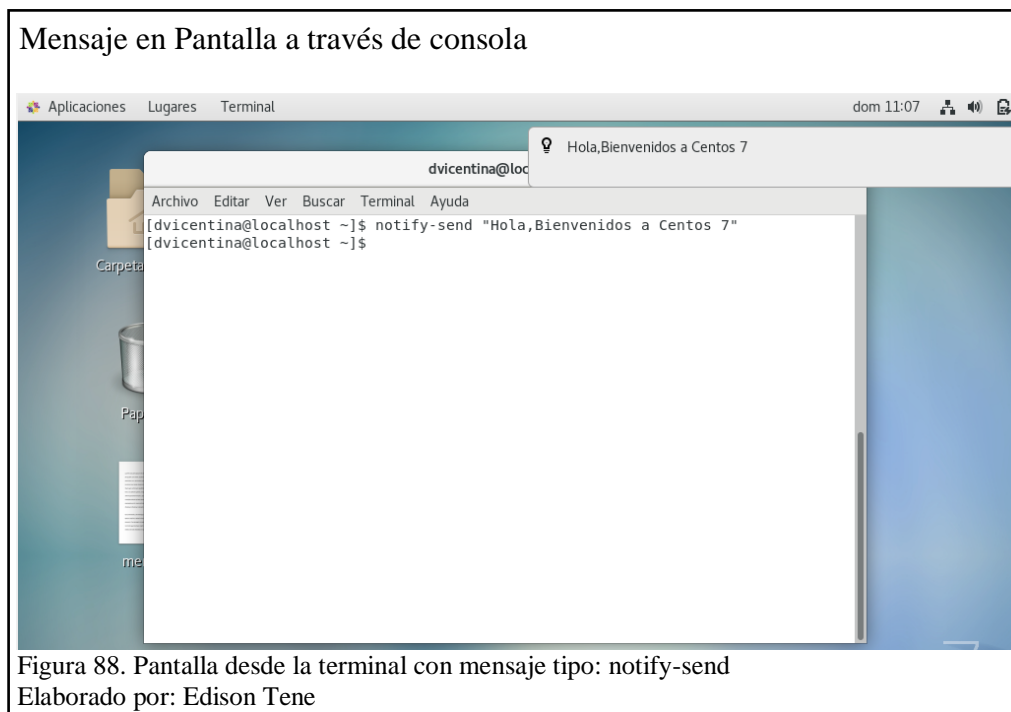 Mensaje en Pantalla a través de consola
Aplicaciones Lugares Terminal dom 11:07
Hola,Bienvenidos a Centos 7
dvicentina@loc
Archivo Editar Ver Buscar Terminal Ayuda
[dvicentina@localhost ~]$ notify-send "Hola,Bienvenidos a Centos 7"
[dvicentina@localhost ~]$
Carpeta
Pap
me
7
Figura 88. Pantalla desde la terminal con mensaje tipo: notify-send
Elaborado por: Edison Tene